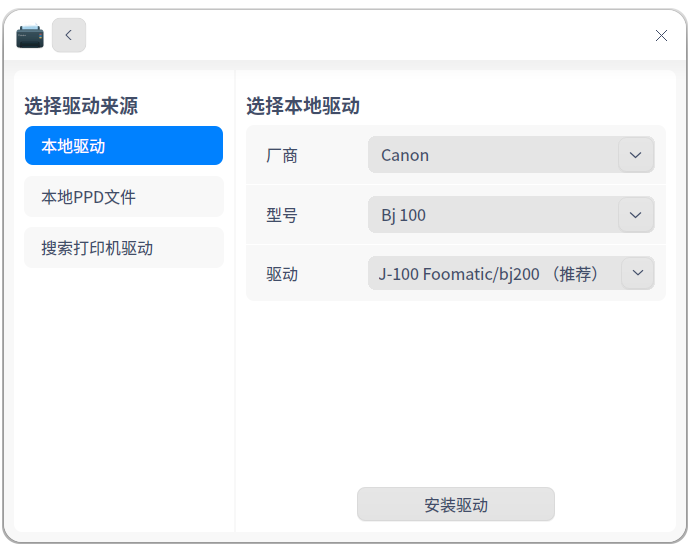 选择驱动来源
本地驱动
本地PPD文件
搜索打印机驱动
选择本地驱动
厂商 Canon
型号 Bj 100
驱动 J-100 Foomatic/bj200 （推荐）
安装驱动